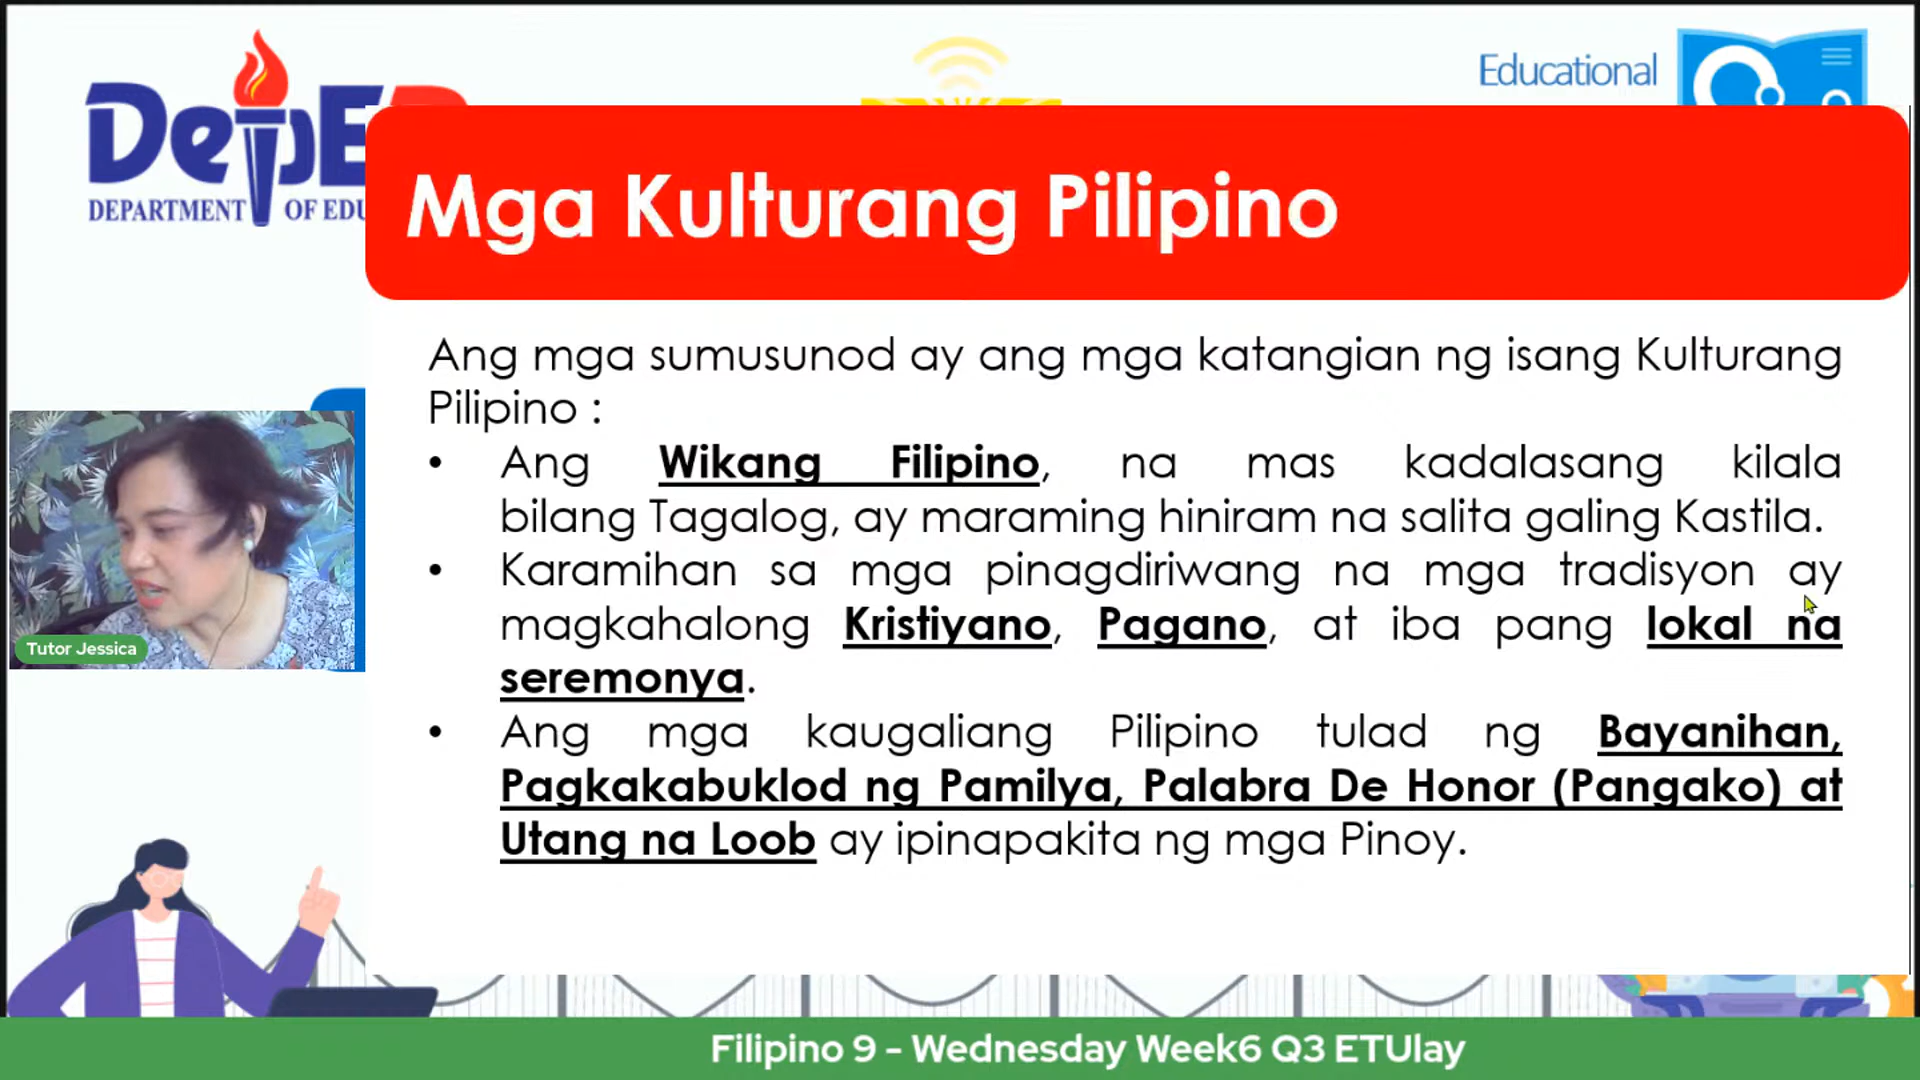 DepE
DEPARTMENT OF EDU
Educational
Mga Kulturang Pilipino
Ang mga sumusunod ay ang mga katangian ng isang Kulturang
Pilipino :
• Ang Wikang Filipino, na mas kadalasang kilala
bilang Tagalog, ay maraming hiniram na salita galing Kastila.
• Karamihan sa mga pinagdiriwang na mga tradisyon ay
magkahalong Kristiyano, Pagano, at iba pang lokal na
seremonya.
• Ang mga kaugaliang Pilipino tulad ng Bayanihan,
Pagkakabuklod ng Pamilya, Palabra De Honor (Pangako) at
Utang na Loob ay ipinapakita ng mga Pinoy.
Tutor Jessica
Filipino 9 - Wednesday Week6 Q3 ETUlay